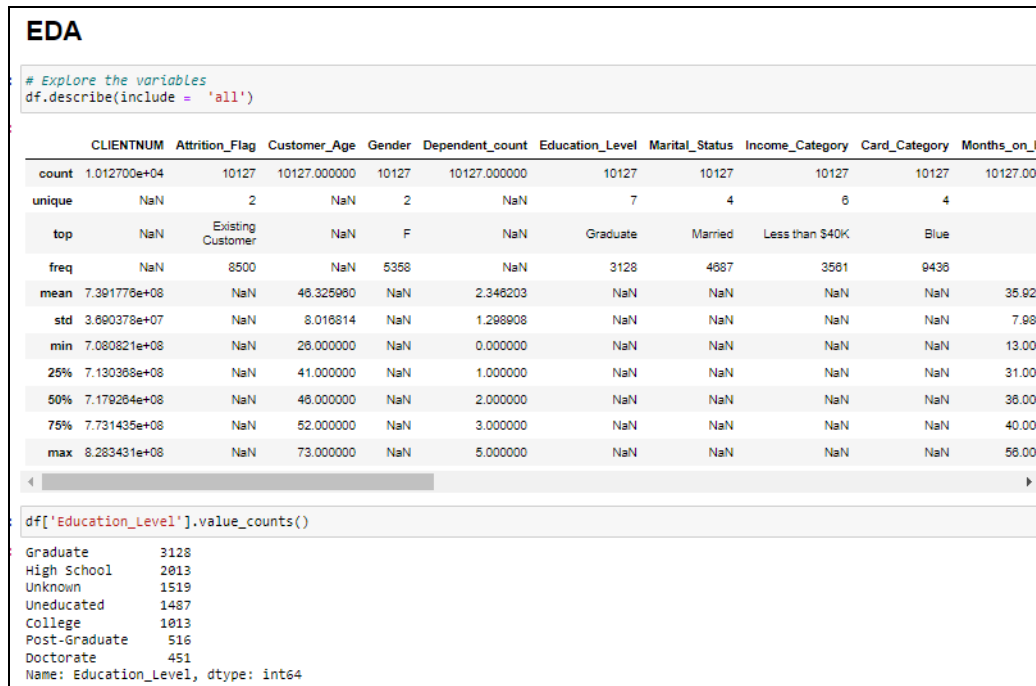 EDA
# Explore the variables
df.describe(include =  'all')
CLIENTNUM Attrition_Flag Customer_Age Gender Dependent_count Education_Level Marital_Status Income_Category Card_Category Months_on_
count 1.012700e+04 10127 10127.000000 10127 10127.000000 10127 10127 10127 10127 10127.00
unique NaN 2 NaN 2 NaN 7 4 6 4
top NaN Existing Customer NaN F NaN Graduate Married Less than $40K Blue
freq NaN 8500 NaN 5358 NaN 3128 4687 3561 9436
mean 7.391776e+08 NaN 46.325960 NaN 2.346203 NaN NaN NaN NaN 35.92
std 3.690378e+07 NaN 8.016814 NaN 1.298908 NaN NaN NaN NaN 7.98
min 7.080821e+08 NaN 26.000000 NaN 0.000000 NaN NaN NaN NaN 13.00
25% 7.130368e+08 NaN 41.000000 NaN 1.000000 NaN NaN NaN NaN 31.00
50% 7.179264e+08 NaN 46.000000 NaN 2.000000 NaN NaN NaN NaN 36.00
75% 7.731435e+08 NaN 52.000000 NaN 3.000000 NaN NaN NaN NaN 40.00
max 8.283431e+08 NaN 73.000000 NaN 5.000000 NaN NaN NaN NaN 56.00
df['Education_Level'].value_counts()
Graduate 3128
High School 2013
Unknown 1519
Uneducated 1487
College 1013
Post-Graduate 516
Doctorate 451
Name: Education_Level, dtype: int64